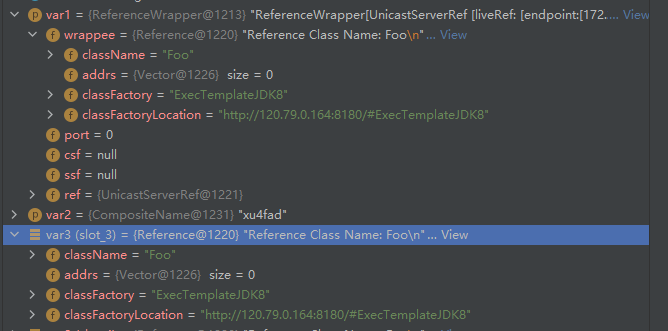 p var1 = {ReferenceWrapper@1213} "ReferenceWrapper[UnicastServerRef [liveRef: [endpoint:[172.... View
f wrappee = {Reference@1220} "Reference Class Name: Foo\n"... View
f className = "Foo"
f addrs = {Vector@1226} size = 0
f classFactory = "ExecTemplateJDK8"
f classFactoryLocation = "http://120.79.0.164:8180/#ExecTemplateJDK8"
f port = 0
f csf = null
f ssf = null
f ref = {UnicastServerRef@1221}
p var2 = {CompositeName@1231} "xu4fad"
var3 (slot_3) = {Reference@1220} "Reference Class Name: Foo\n"... View
f className = "Foo"
f addrs = {Vector@1226} size = 0
f classFactory = "ExecTemplateJDK8"
f classFactoryLocation = "http://120.79.0.164:8180/#ExecTemplateJDK8"